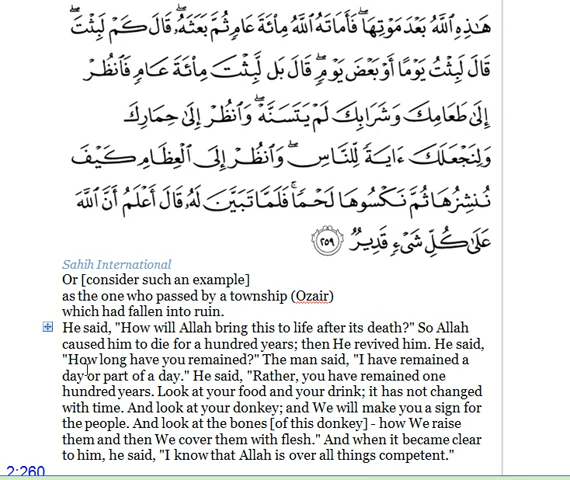 هَٰذِهِ ٱللَّهُ بَعْدَ مَوْتِهَا ۖ فَأَمَاتَهُ ٱللَّهُ مِا۟ئَةَ عَامٍ ثُمَّ بَعَثَهُۥ ۖ قَالَ كَمْ لَبِثْتَ ۖ
قَالَ لَبِثْتُ يَوْمًا أَوْ بَعْضَ يَوْمٍ ۖ قَالَ بَل لَّبِثْتَ مِا۟ئَةَ عَامٍ فَٱنظُرْ
إِلَىٰ طَعَامِكَ وَشَرَابِكَ لَمْ يَتَسَنَّهْ ۖ وَٱنظُرْ إِلَىٰ حِمَارِكَ
وَلِنَجْعَلَكَ ءَايَةً لِّلنَّاسِ ۖ وَٱنظُرْ إِلَى ٱلْعِظَامِ كَيْفَ
نُنشِزُهَا ثُمَّ نَكْسُوهَا لَحْمًا ۚ فَلَمَّا تَبَيَّنَ لَهُۥ قَالَ أَعْلَمُ أَنَّ ٱللَّهَ
عَلَىٰ كُلِّ شَىْءٍ قَدِيرٌ ٢٥٩
Sahih International
Or [consider such an example]
as the one who passed by a township (Ozair)
which had fallen into ruin.
He said, "How will Allah bring this to life after its death?" So Allah
caused him to die for a hundred years; then He revived him. He said,
"How long have you remained?" The man said, "I have remained a
day or part of a day." He said, "Rather, you have remained one
hundred years. Look at your food and your drink; it has not changed
with time. And look at your donkey; and We will make you a sign for
the people. And look at the bones [of this donkey] - how We raise
them and then We cover them with flesh." And when it became clear
to him, he said, "I know that Allah is over all things competent."
2:260